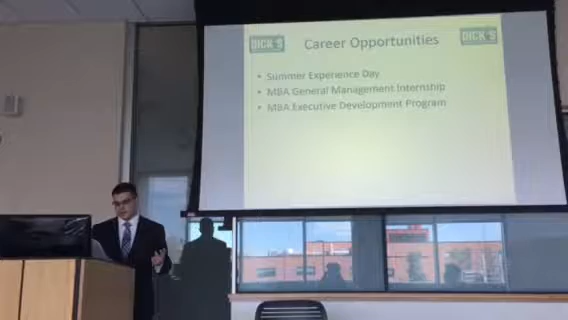 DICK'S
Career Opportunities
DICK'S
• Summer Experience Day
• MBA General Management Internship
• MBA Executive Development Program